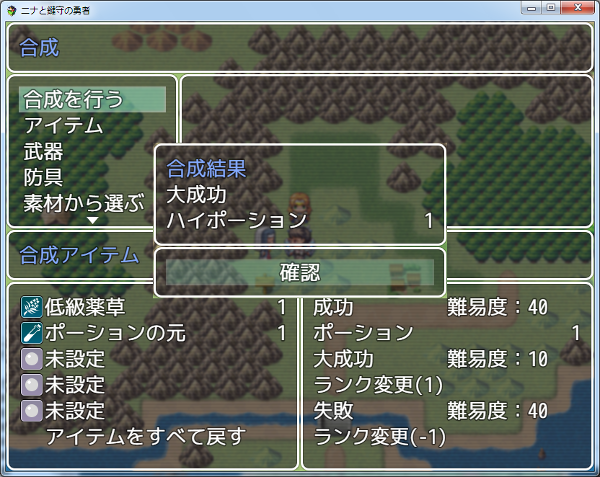 ニナと鍵守の勇者
合成
合成を行う
アイテム
武器
防具
素材から選ぶ
合成結果
大成功
ハイポーション 1
確認
合成アイテム
低級薬草 1
ポーションの元 1
未設定
未設定
未設定
アイテムをすべて戻す
成功 難易度：40
ポーション 1
大成功 難易度：10
ランク変更(1)
失敗 難易度：40
ランク変更(-1)